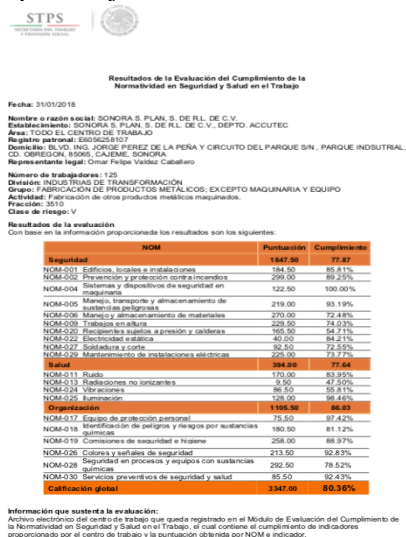 STPS
SECRETARÍA DEL TRABAJO
Y PREVISIÓN SOCIAL
Resultados de la Evaluación del Cumplimiento de la
Normatividad en Seguridad y Salud en el Trabajo
Fecha: 31/01/2018
Nombre o razón social: SONORA S. PLAN, S. DE R.L. DE C.V.
Establecimiento: SONORA S. PLAN, S. DE R.L. DE C.V., DEPTO. ACCUTEC
Área: TODO EL CENTRO DE TRABAJO
Registro patronal: E6056258107
Domicilio: BLVD. ING. JORGE PEREZ DE LA PEÑA Y CIRCUITO DEL PARQUE S/N , PARQUE INDSUTRIAL,
CD. OBREGON, 85065, CAJEME, SONORA
Representante legal: Omar Felipe Valdez Caballero
Número de trabajadores: 125
División: INDUSTRIAS DE TRANSFORMACIÓN
Grupo: FABRICACIÓN DE PRODUCTOS METÁLICOS; EXCEPTO MAQUINARIA Y EQUIPO
Actividad: Fabricación de otros productos metálicos maquinados.
Fracción: 3510
Clase de riesgo: V
Resultados de la evaluación
Con base en la información proporcionada los resultados son los siguientes:
NOM Puntuación Cumplimiento
Seguridad 1847.50 77.87
NOM-001 Edificios, locales e instalaciones 184.50 85.81%
NOM-002 Prevención y protección contra incendios 299.00 89.25%
NOM-004 Sistemas y dispositivos de seguridad en maquinaria 122.50 100.00%
NOM-005 Manejo, transporte y almacenamiento de sustancias peligrosas 219.00 93.19%
NOM-006 Manejo y almacenamiento de materiales 270.00 72.48%
NOM-009 Trabajos en altura 229.50 74.03%
NOM-020 Recipientes sujetos a presión y calderas 165.50 54.71%
NOM-022 Electricidad estática 40.00 84.21%
NOM-027 Soldadura y corte 92.50 72.55%
NOM-029 Mantenimiento de instalaciones eléctricas 225.00 73.77%
Salud 394.00 77.64
NOM-011 Ruido 170.00 83.95%
NOM-013 Radiaciones no ionizantes 9.50 47.50%
NOM-024 Vibraciones 86.50 55.81%
NOM-025 Iluminación 128.00 98.46%
Organización 1105.50 86.03
NOM-017 Equipo de protección personal 75.50 97.42%
NOM-018 Identificación de peligros y riesgos por sustancias químicas 180.50 81.12%
NOM-019 Comisiones de seguridad e higiene 258.00 88.97%
NOM-026 Colores y señales de seguridad 213.50 92.83%
NOM-028 Seguridad en procesos y equipos con sustancias químicas 292.50 78.52%
NOM-030 Servicios preventivos de seguridad y salud 85.50 92.43%
Calificación global 3347.00 80.36%
Información que sustenta la evaluación:
Archivo electrónico del centro de trabajo que queda registrado en el Módulo de Evaluación del Cumplimiento de
la Normatividad en Seguridad y Salud en el Trabajo, el cual contiene el cumplimiento de indicadores
proporcionado por el centro de trabajo y la puntuación obtenida por NOM e indicador.